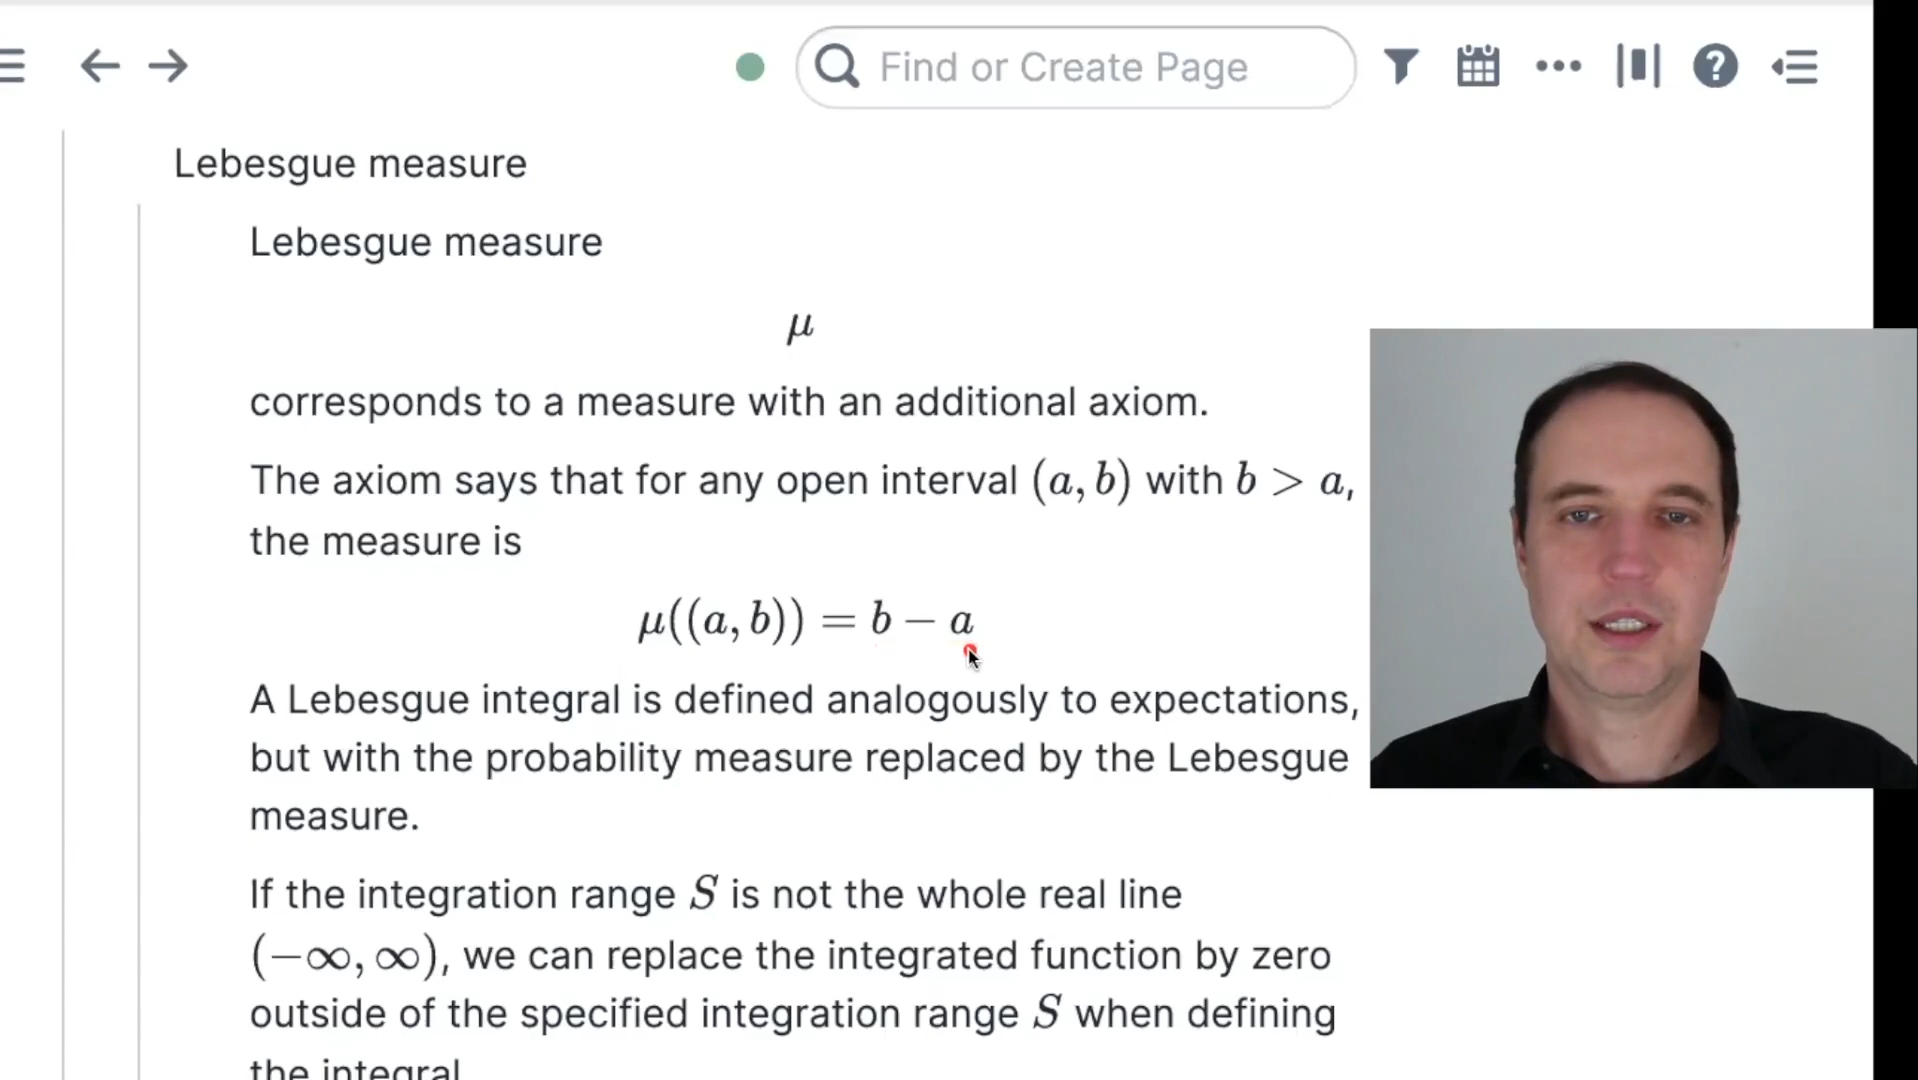 Find or Create Page
Lebesgue measure
Lebesgue measure
μ
corresponds to a measure with an additional axiom.
The axiom says that for any open interval (a, b) with b > a,
the measure is
μ((a, b)) = b − a
A Lebesgue integral is defined analogously to expectations,
but with the probability measure replaced by the Lebesgue
measure.
If the integration range S is not the whole real line
(−∞, ∞), we can replace the integrated function by zero
outside of the specified integration range S when defining
the integral